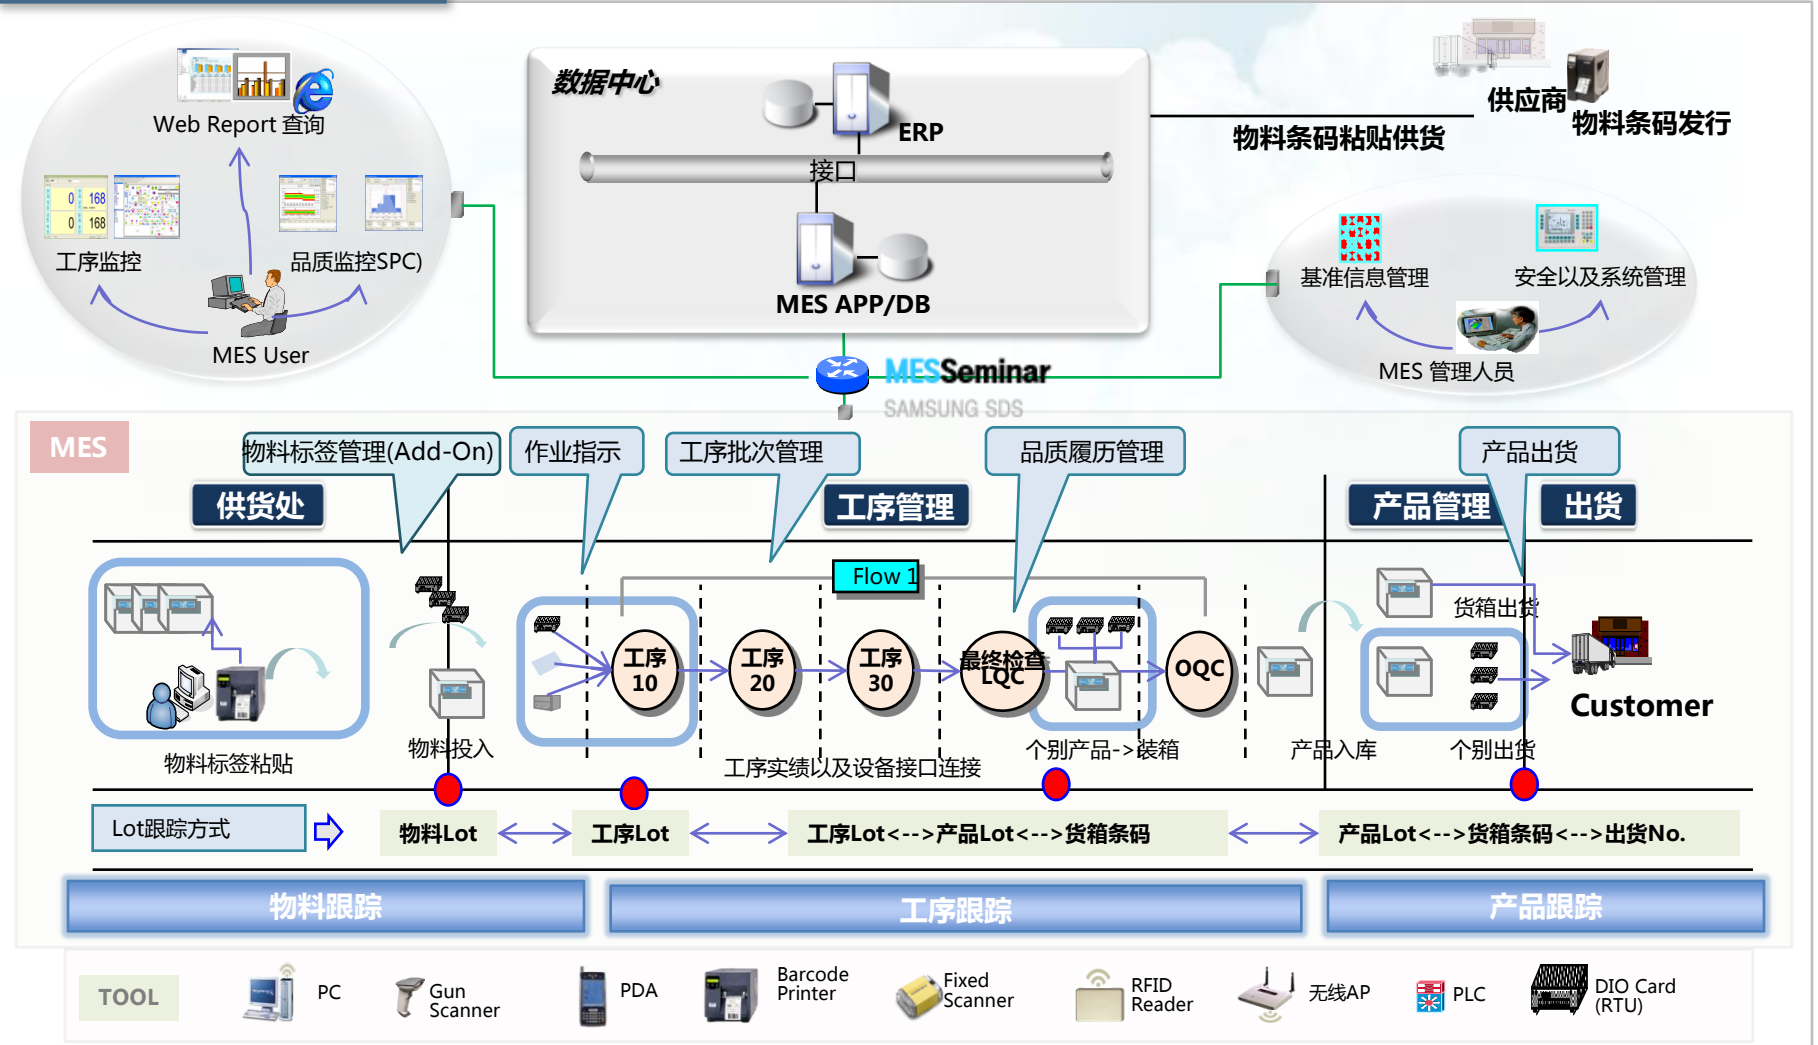 Web Report 查询
0 168
0 168
工序监控
品质监控SPC)
MES User
数据中心
ERP
接口
MES APP/DB
供应商
物料条码发行
物料条码粘贴供货
基准信息管理
安全以及系统管理
MES 管理人员
MESSeminar
SAMSUNG SDS
MES
物料标签管理(Add-On)
作业指示
工序批次管理
品质履历管理
产品出货
供货处
工序管理
产品管理
出货
Flow 1
工序
10
工序
20
工序
30
最终检查
LQC
OQC
货箱出货
Customer
物料标签粘贴
物料投入
工序实绩以及设备接口连接
个别产品->装箱
产品入库
个别出货
Lot跟踪方式
物料Lot
工序Lot
工序Lot<-->产品Lot<-->货箱条码
产品Lot<-->货箱条码<-->出货No.
物料跟踪
工序跟踪
产品跟踪
TOOL
PC
Gun
Scanner
PDA
Barcode
Printer
Fixed
Scanner
RFID
Reader
无线AP
PLC
DIO Card
(RTU)